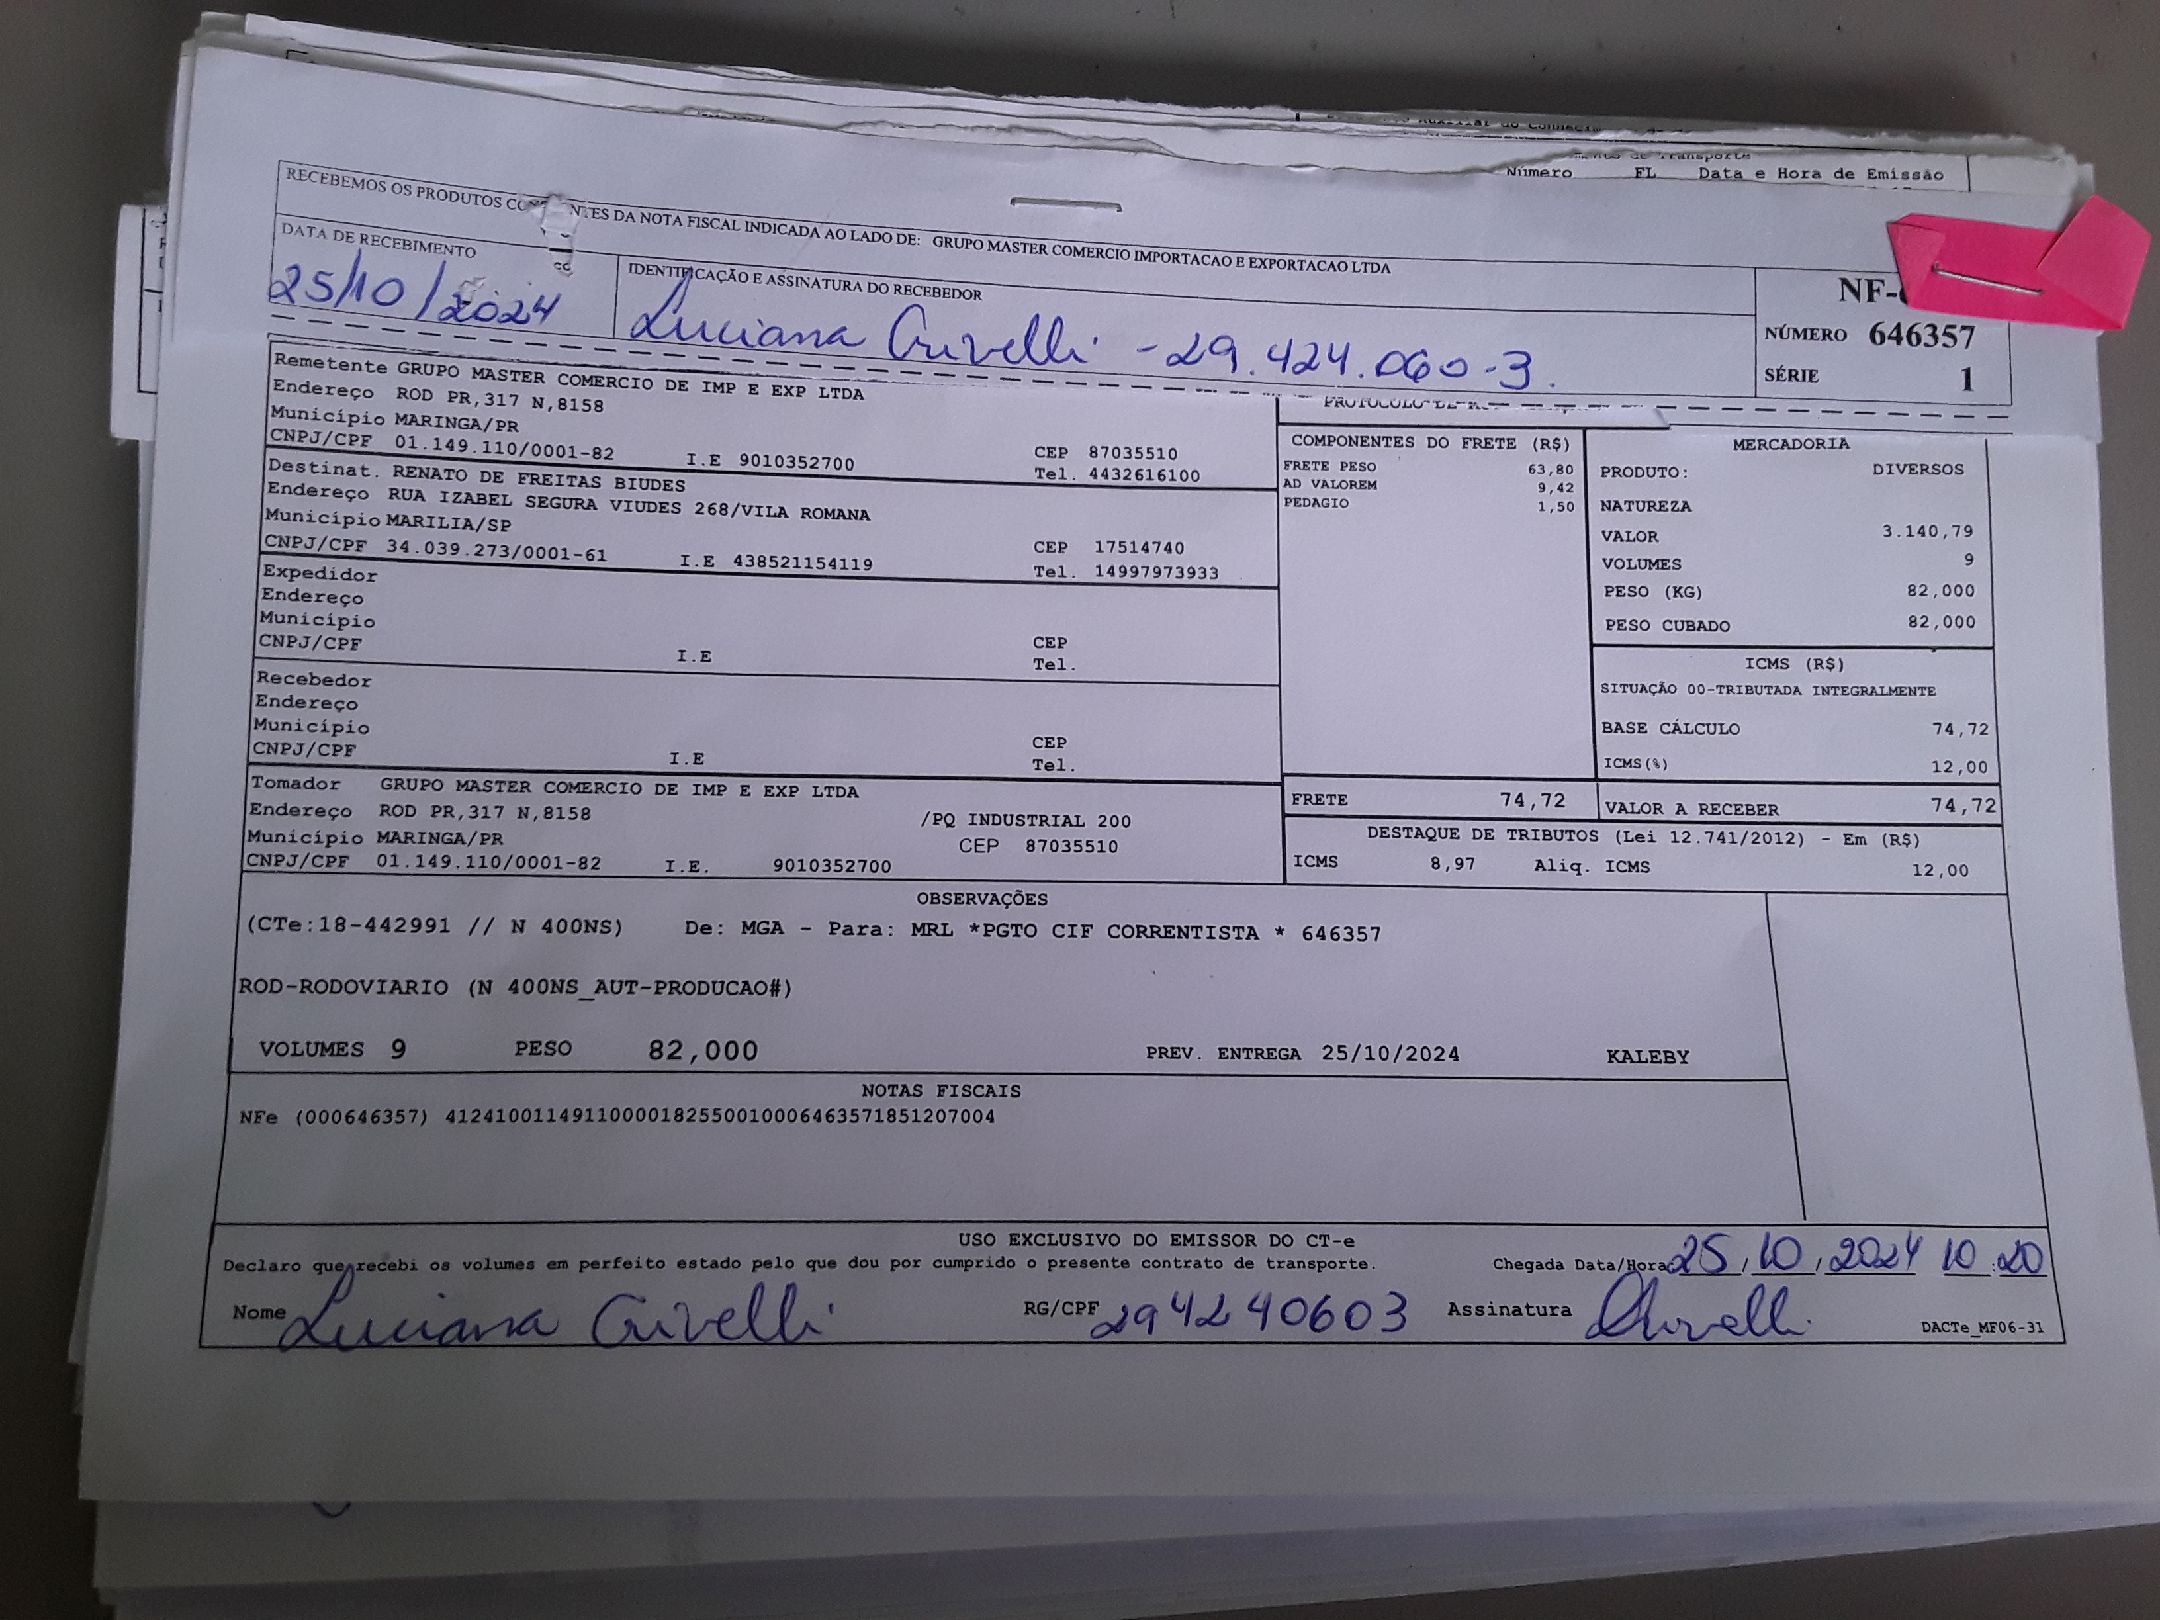 Número FL Data e Hora de Emissão
RECEBEMOS OS PRODUTOS DA NOTA FISCAL INDICADA AO LADO DE: GRUPO MASTER COMERCIO IMPORTACAO E EXPORTACAO LTDA
DATA DE RECEBIMENTO
25/10/2024
IDENTIFICAÇÃO E ASSINATURA DO RECEBEDOR
Luciana Crivelli - 29.424.060-3.
NÚMERO 646357
SÉRIE 1
Remetente GRUPO MASTER COMERCIO DE IMP E EXP LTDA
Endereço ROD PR,317 N,8158
Município MARINGA/PR
CEP 87035510
CNPJ/CPF 01.149.110/0001-82 I.E 9010352700 Tel. 4432616100
Destinat. RENATO DE FREITAS BIUDES
Endereço RUA IZABEL SEGURA VIUDES 268/VILA ROMANA
Município MARILIA/SP CEP 17514740
CNPJ/CPF 34.039.273/0001-61 I.E 438521154119 Tel. 14997973933
Expedidor
Endereço
Município CEP
CNPJ/CPF I.E Tel.
Recebedor
Endereço
Município CEP
CNPJ/CPF I.E Tel.
Tomador GRUPO MASTER COMERCIO DE IMP E EXP LTDA
Endereço ROD PR,317 N,8158 /PQ INDUSTRIAL 200
Município MARINGA/PR CEP 87035510
CNPJ/CPF 01.149.110/0001-82 I.E. 9010352700
COMPONENTES DO FRETE (R$)
FRETE PESO 63,80
AD VALOREM 9,42
PEDAGIO 1,50
MERCADORIA
PRODUTO: DIVERSOS
NATUREZA
VALOR 3.140,79
VOLUMES 9
PESO (KG) 82,000
PESO CUBADO 82,000
ICMS (R$)
SITUAÇÃO 00-TRIBUTADA INTEGRALMENTE
BASE CÁLCULO 74,72
ICMS(%) 12,00
FRETE 74,72 VALOR A RECEBER 74,72
DESTAQUE DE TRIBUTOS (Lei 12.741/2012) - Em (R$)
ICMS 8,97 Aliq. ICMS 12,00
OBSERVAÇÕES
(CTe:18-442991 // N 400NS) De: MGA - Para: MRL *PGTO CIF CORRENTISTA * 646357
ROD-RODOVIARIO (N 400NS_AUT-PRODUCAO#)
VOLUMES 9 PESO 82,000 PREV. ENTREGA 25/10/2024 KALEBY
NOTAS FISCAIS
NFe (000646357) 41241001149110000182550010006463571851207004
USO EXCLUSIVO DO EMISSOR DO CT-e
Declaro que recebi os volumes em perfeito estado pelo que dou por cumprido o presente contrato de transporte. Chegada Data/Hora 25/10/2024 10:20
Nome Luciana Crivelli RG/CPF 294240603 Assinatura Crivelli
DACTe_MF06-31